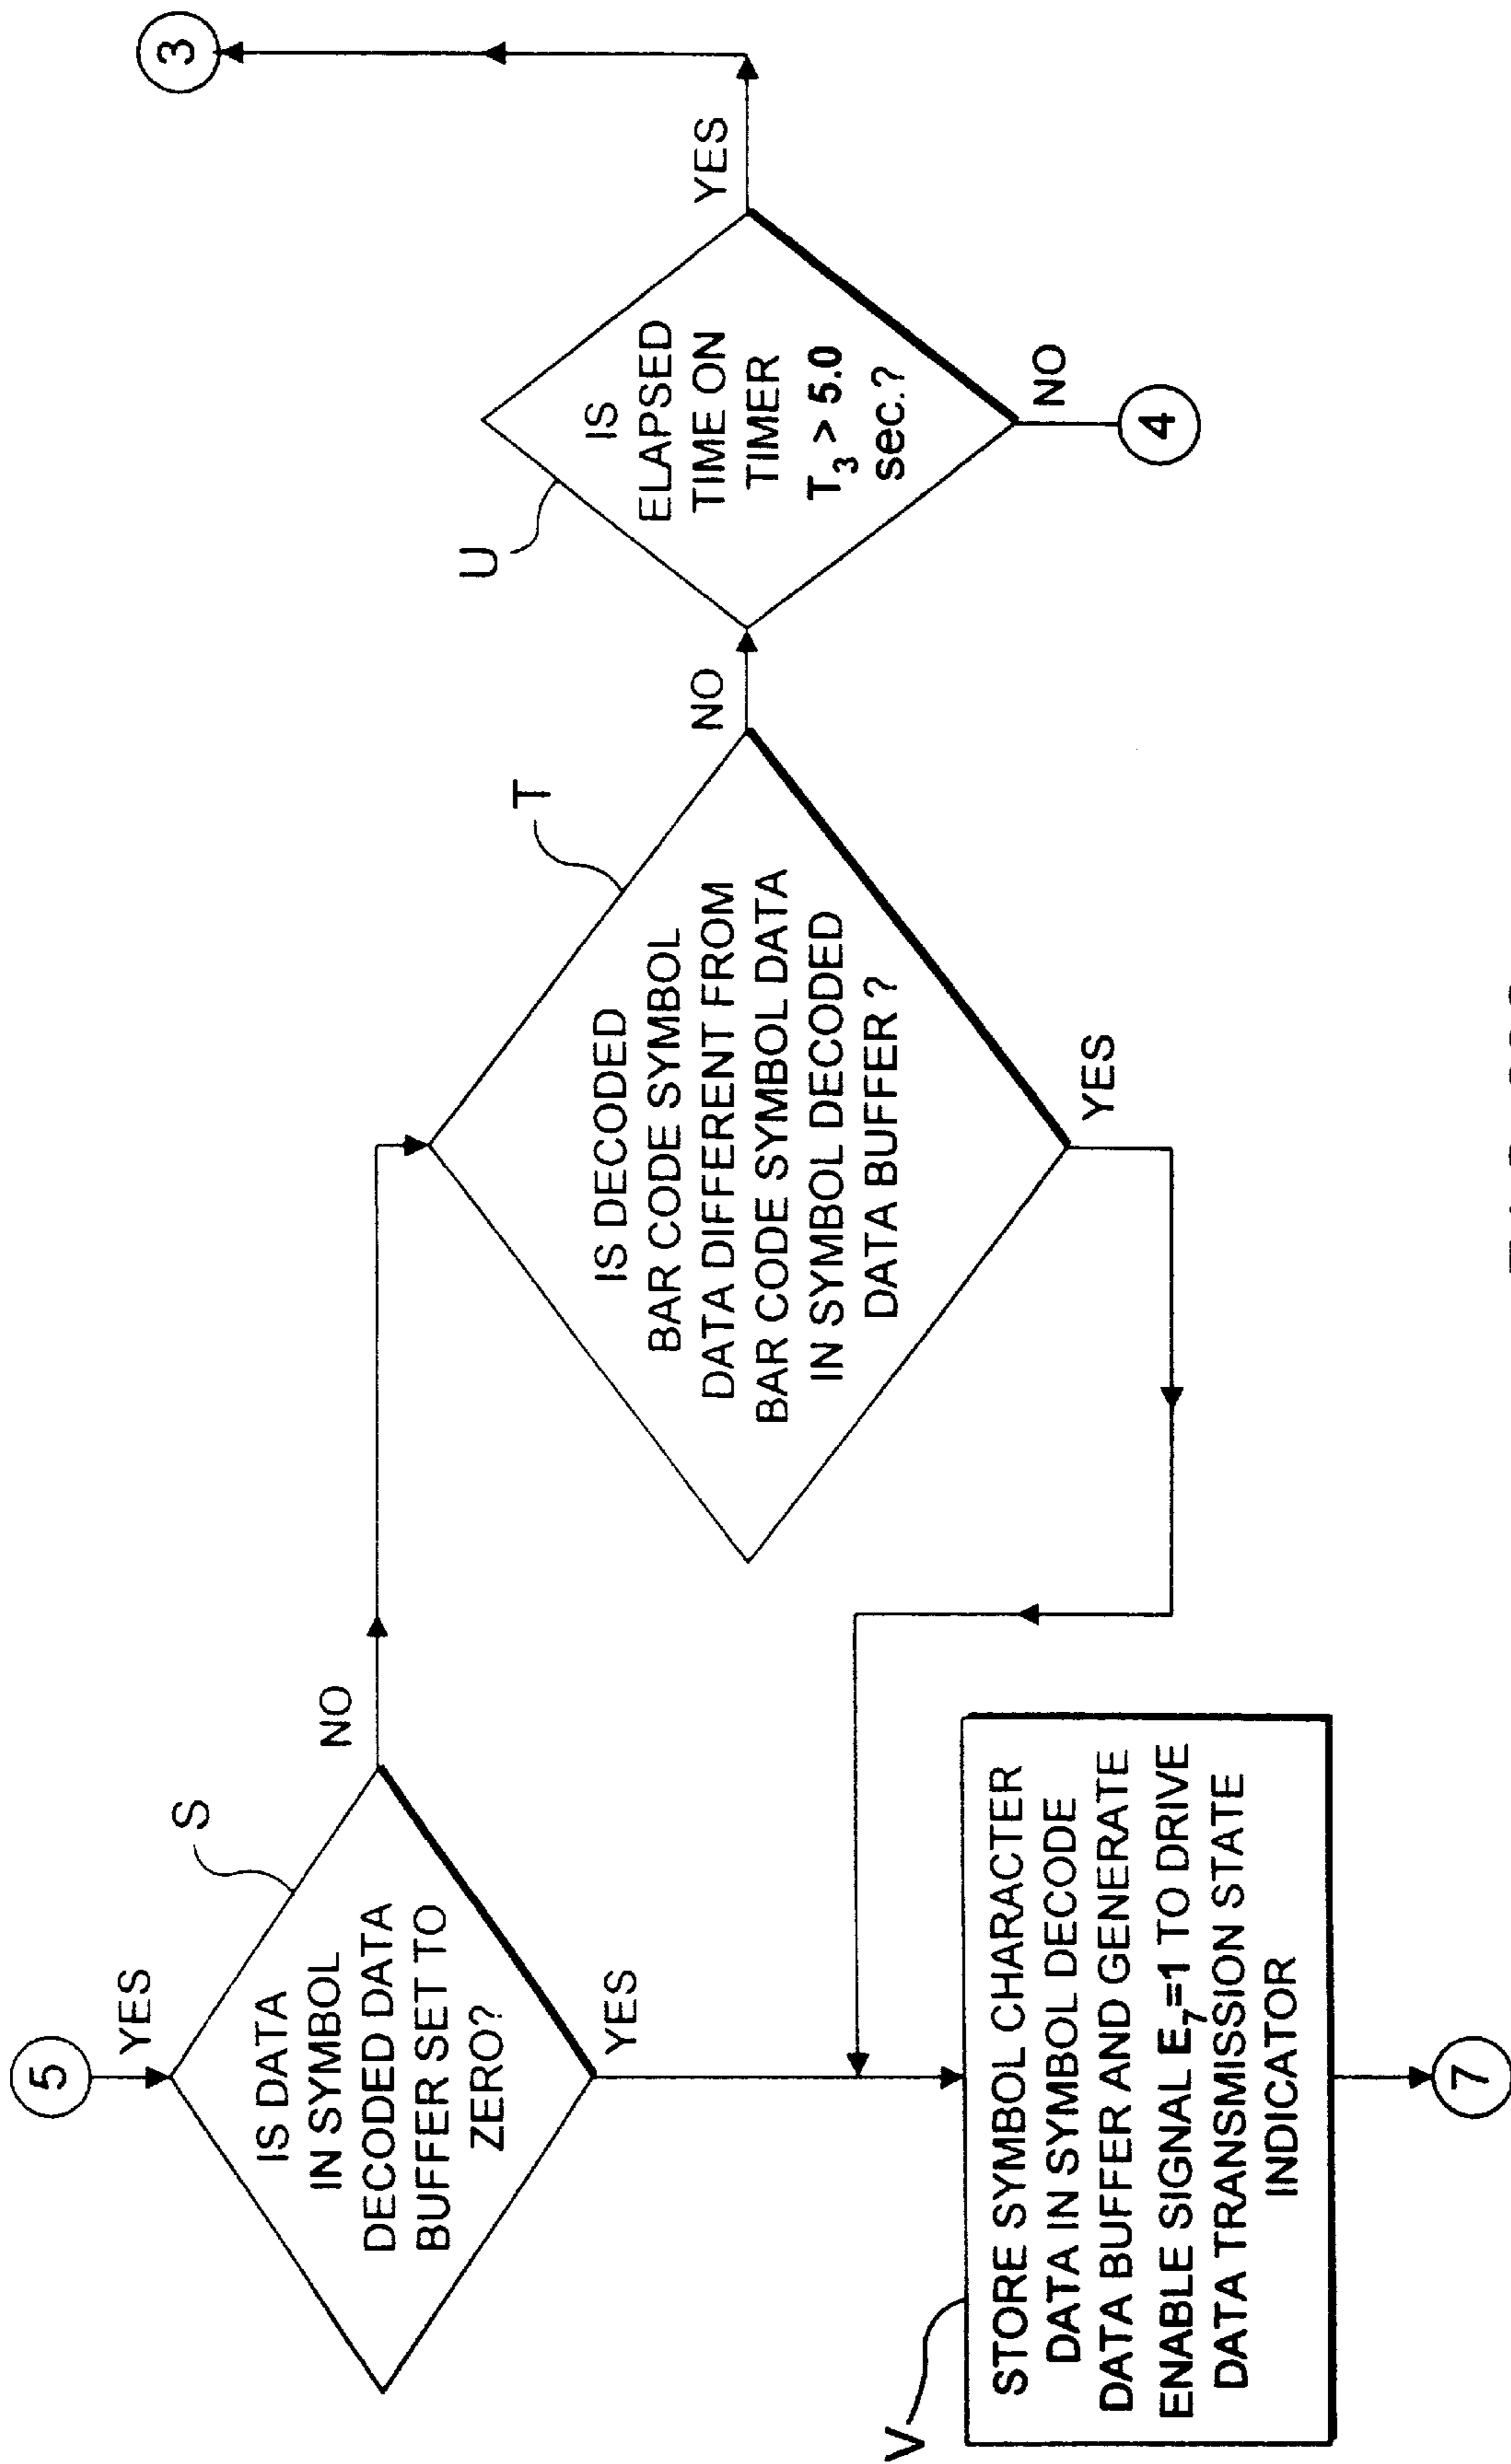 5
YES
S
IS DATA
IN SYMBOL
DECODED DATA
BUFFER SET TO
ZERO?
NO
YES
T
IS DECODED
BAR CODE SYMBOL
DATA DIFFERENT FROM
BAR CODE SYMBOL DATA
IN SYMBOL DECODED
DATA BUFFER ?
NO
YES
U
IS
ELAPSED
TIME ON
TIMER
T3 > 5.0
sec.?
YES
3
NO
4
V
STORE SYMBOL CHARACTER
DATA IN SYMBOL DECODE
DATA BUFFER AND GENERATE
ENABLE SIGNAL E7=1 TO DRIVE
DATA TRANSMISSION STATE
INDICATOR
7